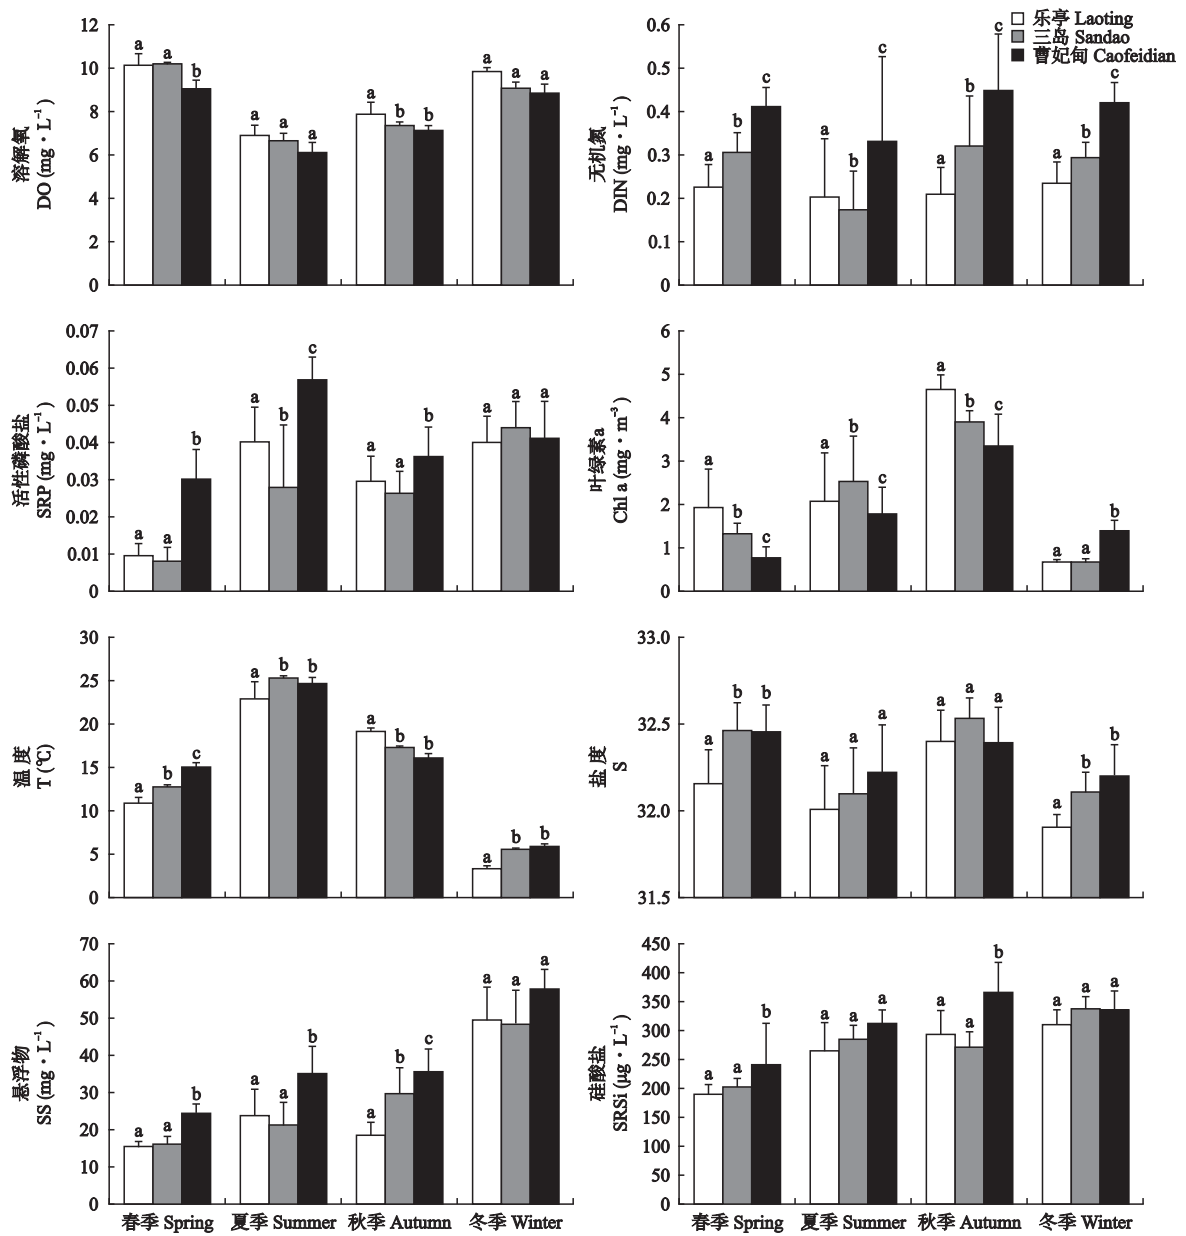 乐亭 Laoting
三岛 Sandao
曹妃甸 Caofeidian
溶解氧
DO (mg·L⁻¹)
12
10
8
6
4
2
0
a a b
a a a
a b b
a a a
无机氮
DIN (mg·L⁻¹)
0.6
0.5
0.4
0.3
0.2
0.1
0
a b c
a b c
a b c
a b c
活性磷酸盐
SRP (mg·L⁻¹)
0.07
0.06
0.05
0.04
0.03
0.02
0.01
0
a a b
a b c
a a b
a a a
叶绿素a
Chl a (mg·m⁻³)
6
5
4
3
2
1
0
a b c
a b c
a b c
a a b
温度
T (℃)
30
25
20
15
10
5
0
a b c
a b b
a b b
a b b
盐度
S
33.0
32.5
32.0
31.5
a b b
a a a
a a a
a b b
悬浮物
SS (mg·L⁻¹)
70
60
50
40
30
20
10
0
a a b
a a b
a b c
a a a
春季 Spring 夏季 Summer 秋季 Autumn 冬季 Winter
硅酸盐
SRSi (μg·L⁻¹)
450
400
350
300
250
200
150
100
50
0
a a b
a a a
a a b
a a a
春季 Spring 夏季 Summer 秋季 Autumn 冬季 Winter